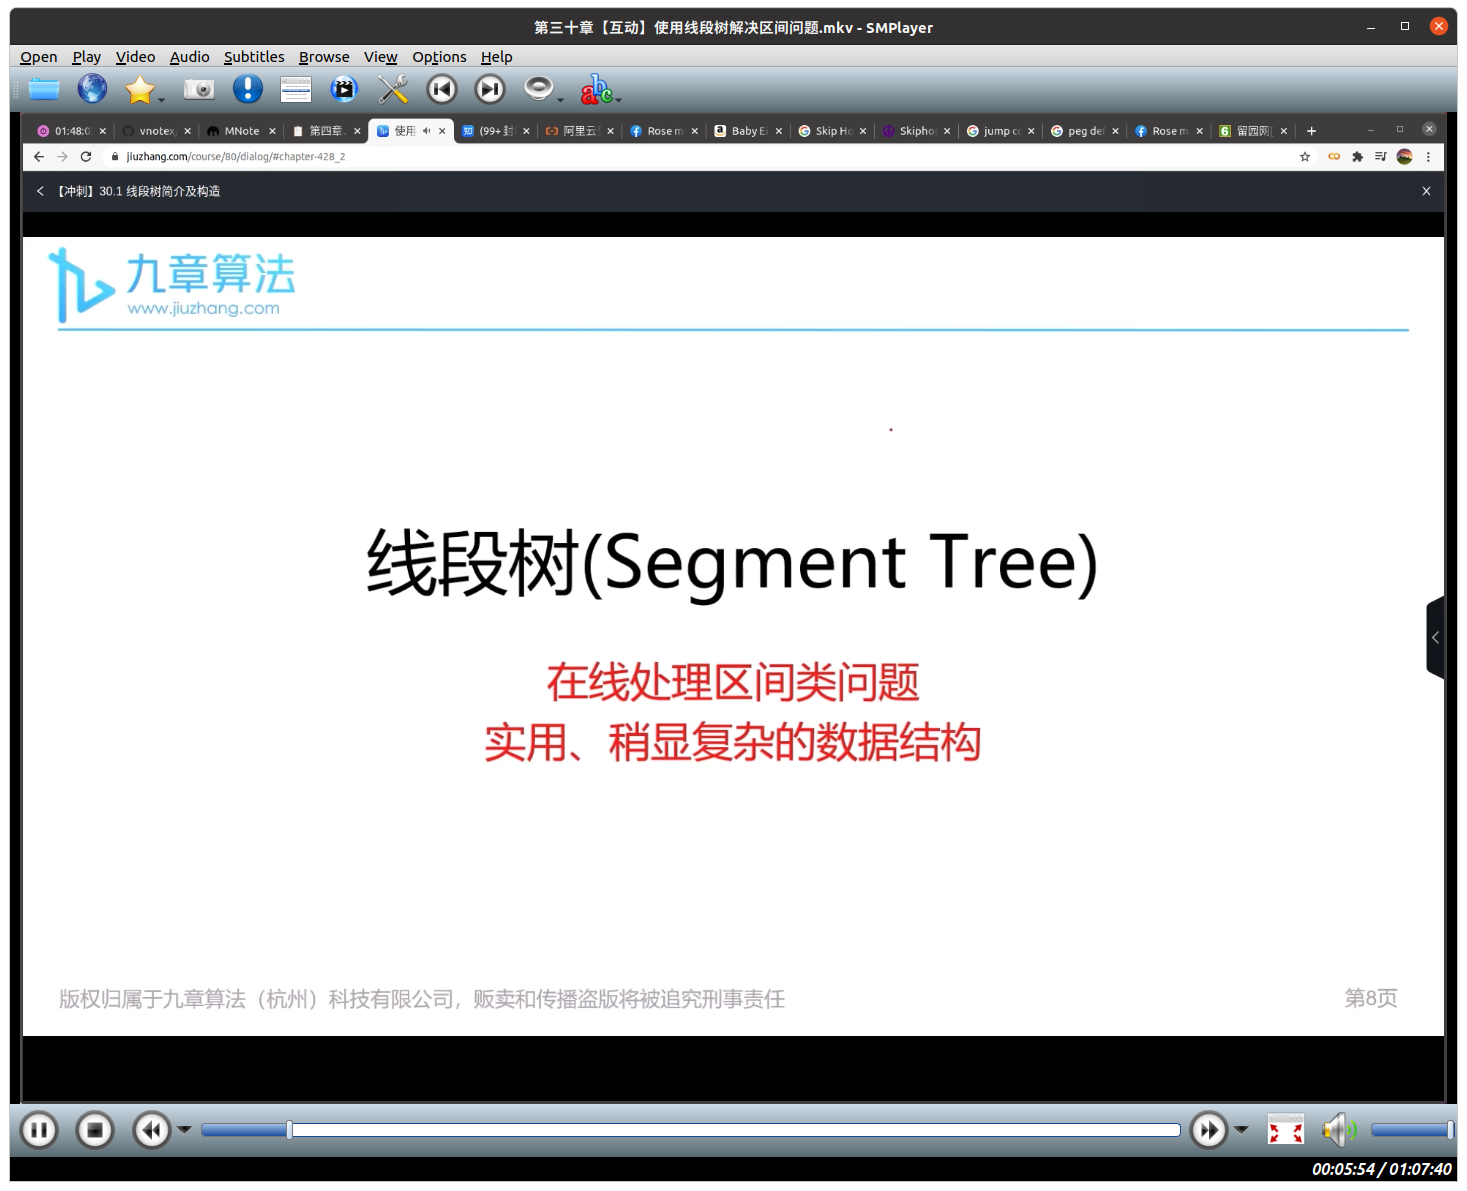 第三十章【互动】使用线段树解决区间问题.mkv - SMPlayer
Open Play Video Audio Subtitles Browse View Options Help
01:48:0 vnotex MNote 第四章 使用 (99+ 封 阿里云 Rose m Baby Ei Skip Ho Skipho jump co peg del Rose m 留园网
jiuzhang.com/course/80/dialog/#chapter-428_2
【冲刺】30.1 线段树简介及构造
九章算法
www.jiuzhang.com
线段树(Segment Tree)
在线处理区间类问题
实用、稍显复杂的数据结构
版权归属于九章算法（杭州）科技有限公司，贩卖和传播盗版将被追究刑事责任
第8页
00:05:54 / 01:07:40